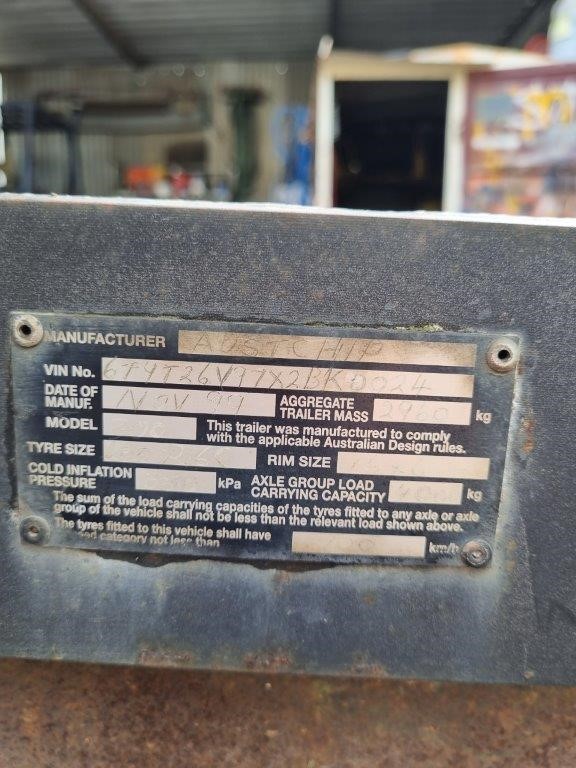 MANUFACTURER AUSTCHIP
VIN No. 6T9T26V97X2BK0024
DATE OF MANUF. NOV 99 AGGREGATE TRAILER MASS 2960 kg
MODEL This trailer was manufactured to comply with the applicable Australian Design rules.
TYRE SIZE RIM SIZE
COLD INFLATION PRESSURE kPa AXLE GROUP LOAD CARRYING CAPACITY kg
The sum of the load carrying capacities of the tyres fitted to any axle or axle
group of the vehicle shall not be less than the relevant load shown above.
The tyres fitted to this vehicle shall have
category not less than km/h